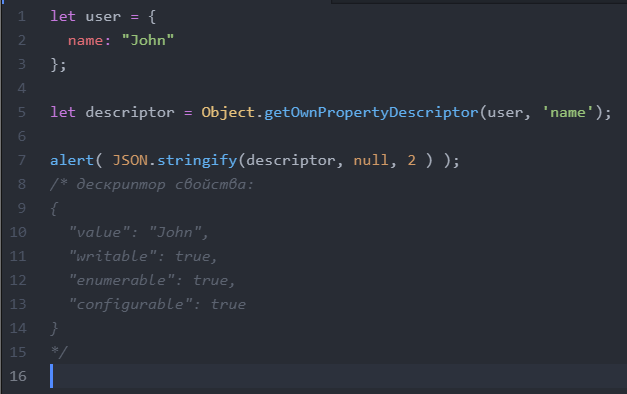 1 let user = {
2   name: "John"
3 };
4
5 let descriptor = Object.getOwnPropertyDescriptor(user, 'name');
6
7 alert( JSON.stringify(descriptor, null, 2 ) );
8 /* дескриптор свойства:
9 {
10   "value": "John",
11   "writable": true,
12   "enumerable": true,
13   "configurable": true
14 }
15 */
16